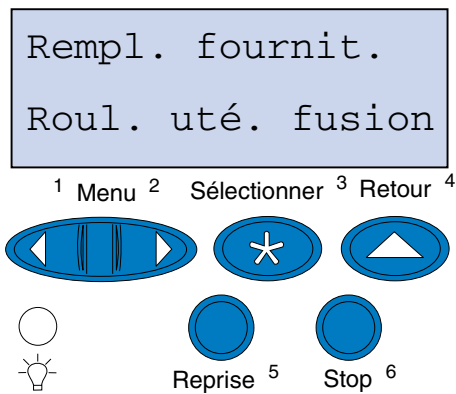 Rempl. fournit.
Roul. uté. fusion
1 Menu 2 Sélectionner 3 Retour 4
Reprise 5 Stop 6